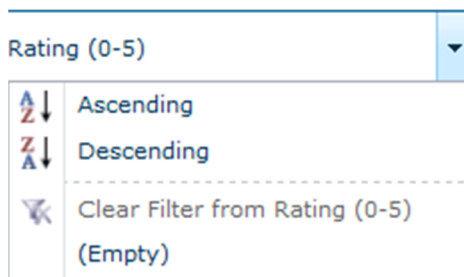 Rating (0-5)
Ascending
Descending
Clear Filter from Rating (0-5)
(Empty)